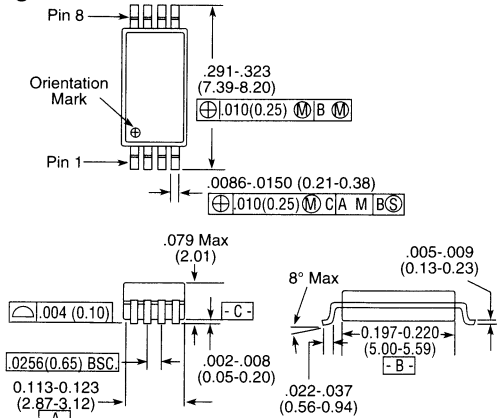 Pin 8
.291-.323
(7.39-8.20)
Orientation
Mark
⊕ .010(0.25) Ⓜ B Ⓜ
Pin 1
.0086-.0150 (0.21-0.38)
⊕ .010(0.25)Ⓜ C A M BⓈ
.079 Max
(2.01)
.005-.009
(0.13-0.23)
8° Max
⌓ .004 (0.10)
- C -
0.197-0.220
(5.00-5.59)
- B -
.0256(0.65) BSC.
.002-.008
(0.05-0.20)
0.113-0.123
(2.87-3.12)
A
.022-.037
(0.56-0.94)